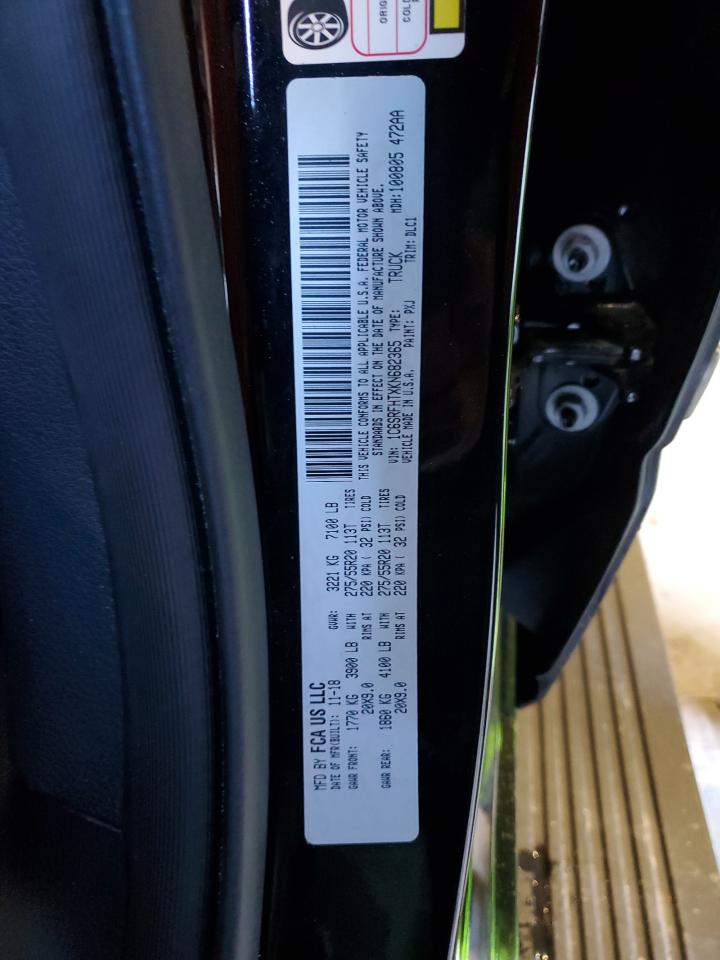 ORIG
COLD
MFD BY FCA US LLC
DATE OF MFR(BUILT): 11-18 GVWR: 3221 KG 7100 LB
GAWR FRONT: 1770 KG 3900 LB WITH 275/55R20 113T TIRES
20X9.0 RIMS AT 220 KPA ( 32 PSI) COLD
GAWR REAR: 1860 KG 4100 LB WITH 275/55R20 113T TIRES
20X9.0 RIMS AT 220 KPA ( 32 PSI) COLD
THIS VEHICLE CONFORMS TO ALL APPLICABLE U.S.A. FEDERAL MOTOR VEHICLE SAFETY
STANDARDS IN EFFECT ON THE DATE OF MANUFACTURE SHOWN ABOVE.
VIN: 1C6SRFHTXKN682365 TYPE: TRUCK MDH:100805 472AA
VEHICLE MADE IN U.S.A. PAINT: PXJ TRIM: DLC1